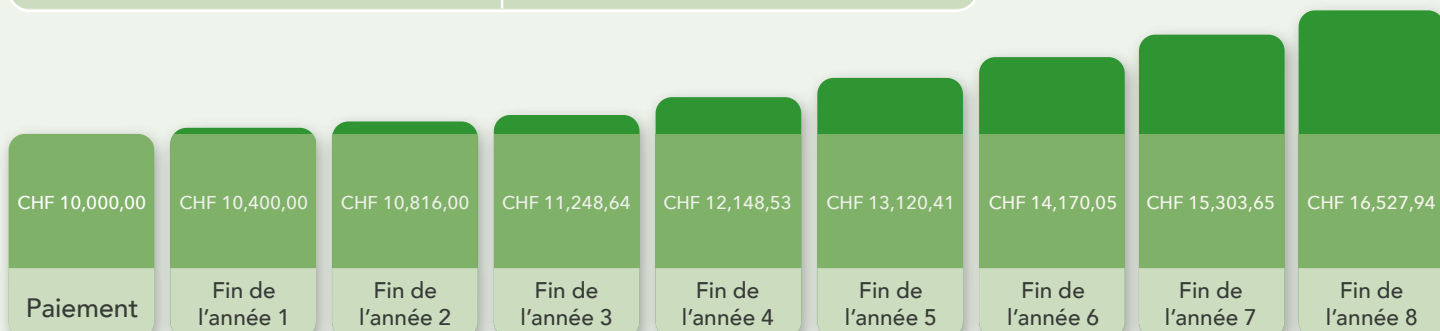 CHF 10,000,00
CHF 10,400,00
CHF 10,816,00
CHF 11,248,64
CHF 12,148,53
CHF 13,120,41
CHF 14,170,05
CHF 15,303,65
CHF 16,527,94
Paiement
Fin de
l'année 1
Fin de
l'année 2
Fin de
l'année 3
Fin de
l'année 4
Fin de
l'année 5
Fin de
l'année 6
Fin de
l'année 7
Fin de
l'année 8